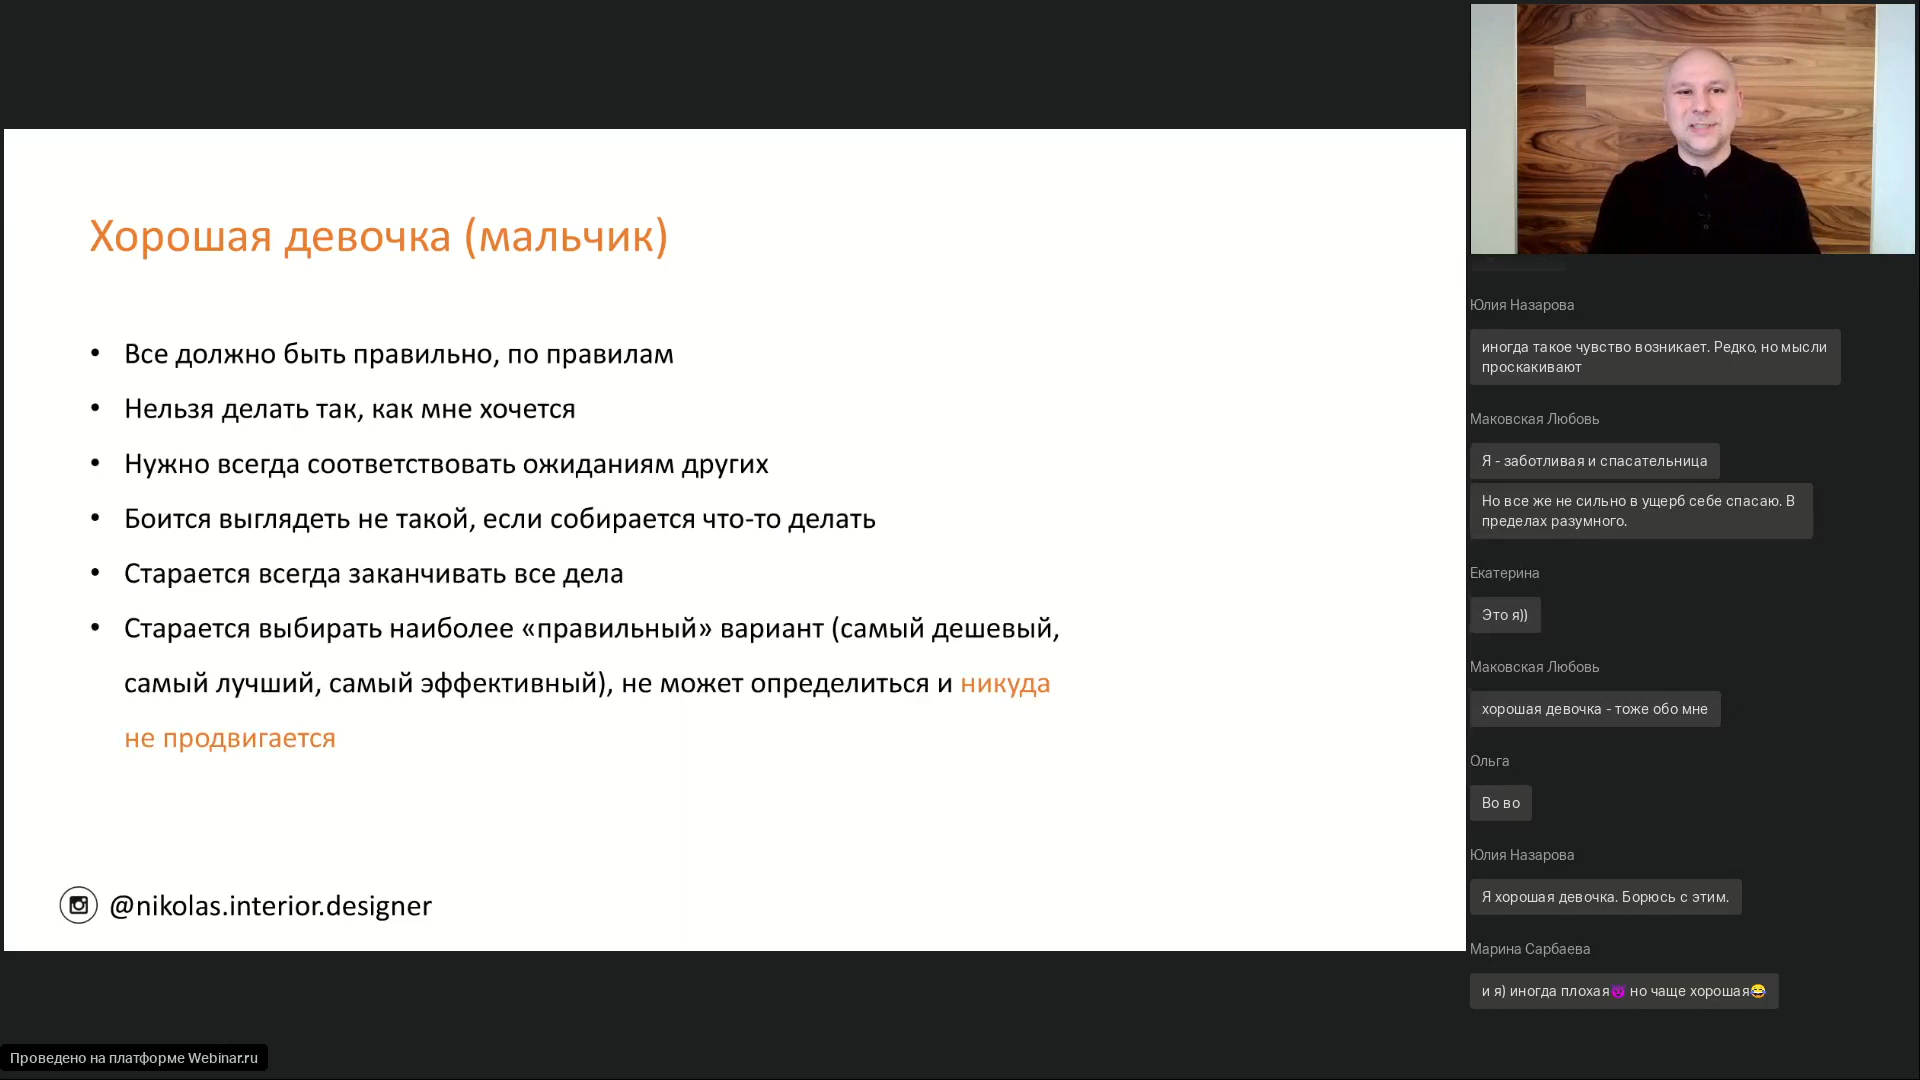 Хорошая девочка (мальчик)
• Все должно быть правильно, по правилам
• Нельзя делать так, как мне хочется
• Нужно всегда соответствовать ожиданиям других
• Боится выглядеть не такой, если собирается что-то делать
• Старается всегда заканчивать все дела
• Старается выбирать наиболее «правильный» вариант (самый дешевый,
самый лучший, самый эффективный), не может определиться и никуда
не продвигается
@nikolas.interior.designer
Юлия Назарова
иногда такое чувство возникает. Редко, но мысли
проскакивают
Маковская Любовь
Я - заботливая и спасательница
Но все же не сильно в ущерб себе спасаю. В
пределах разумного.
Екатерина
Это я))
Маковская Любовь
хорошая девочка - тоже обо мне
Ольга
Во во
Юлия Назарова
Я хорошая девочка. Борюсь с этим.
Марина Сарбаева
и я) иногда плохая😈 но чаще хорошая😂
Проведено на платформе Webinar.ru